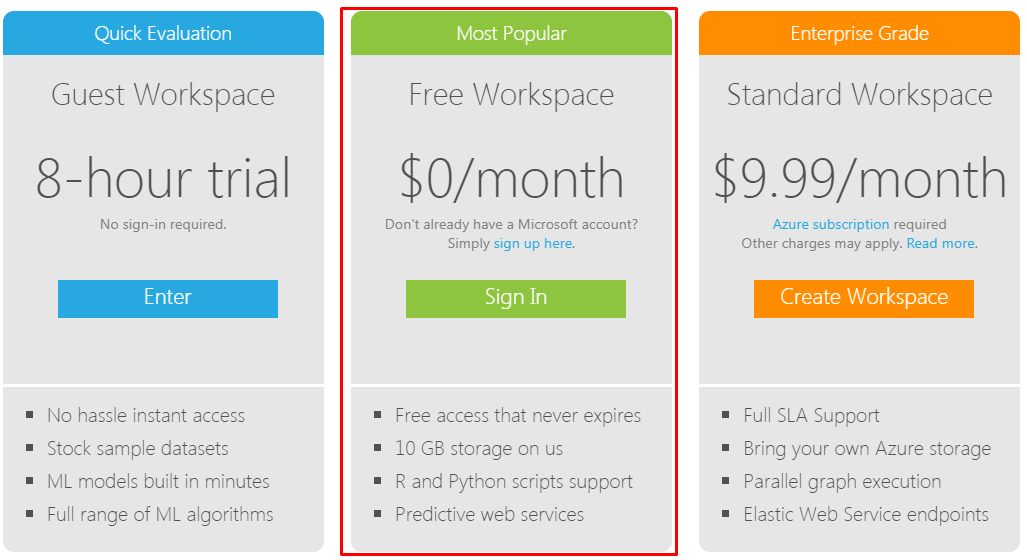 Quick Evaluation
Guest Workspace
8-hour trial
No sign-in required.
Enter
No hassle instant access
Stock sample datasets
ML models built in minutes
Full range of ML algorithms
Most Popular
Free Workspace
$0/month
Don't already have a Microsoft account?
Simply sign up here.
Sign In
Free access that never expires
10 GB storage on us
R and Python scripts support
Predictive web services
Enterprise Grade
Standard Workspace
$9.99/month
Azure subscription required
Other charges may apply. Read more.
Create Workspace
Full SLA Support
Bring your own Azure storage
Parallel graph execution
Elastic Web Service endpoints